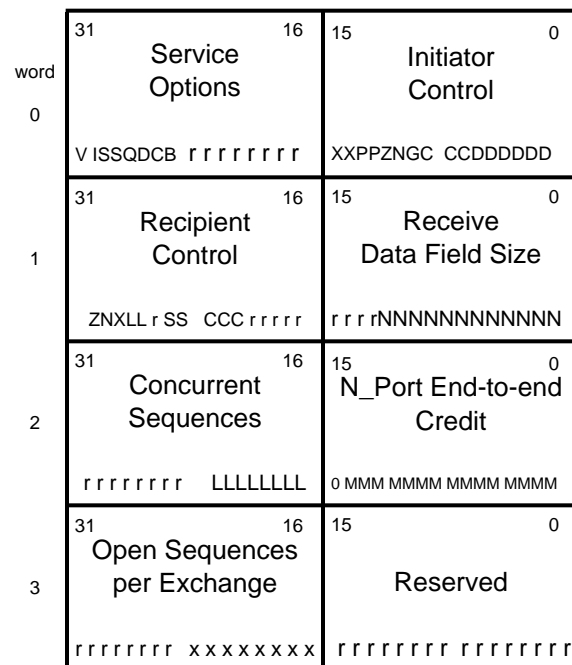 31 16 15 0
word
0
Service
Options
Initiator
Control
V ISSQDCB r r r r r r r r
XXPPZNGC CCDDDDDD
31 16 15 0
1
Recipient
Control
Receive
Data Field Size
ZNXLL r SS CCC r r r r r
r r r rNNNNNNNNNNNN
31 16 15 0
2
Concurrent
Sequences
N_Port End-to-end
Credit
r r r r r r r r LLLLLLLL
0 MMM MMMM MMMM MMMM
31 16 15 0
3
Open Sequences
per Exchange
Reserved
r r r r r r r r x x x x x x x x
r r r r r r r r r r r r r r r r